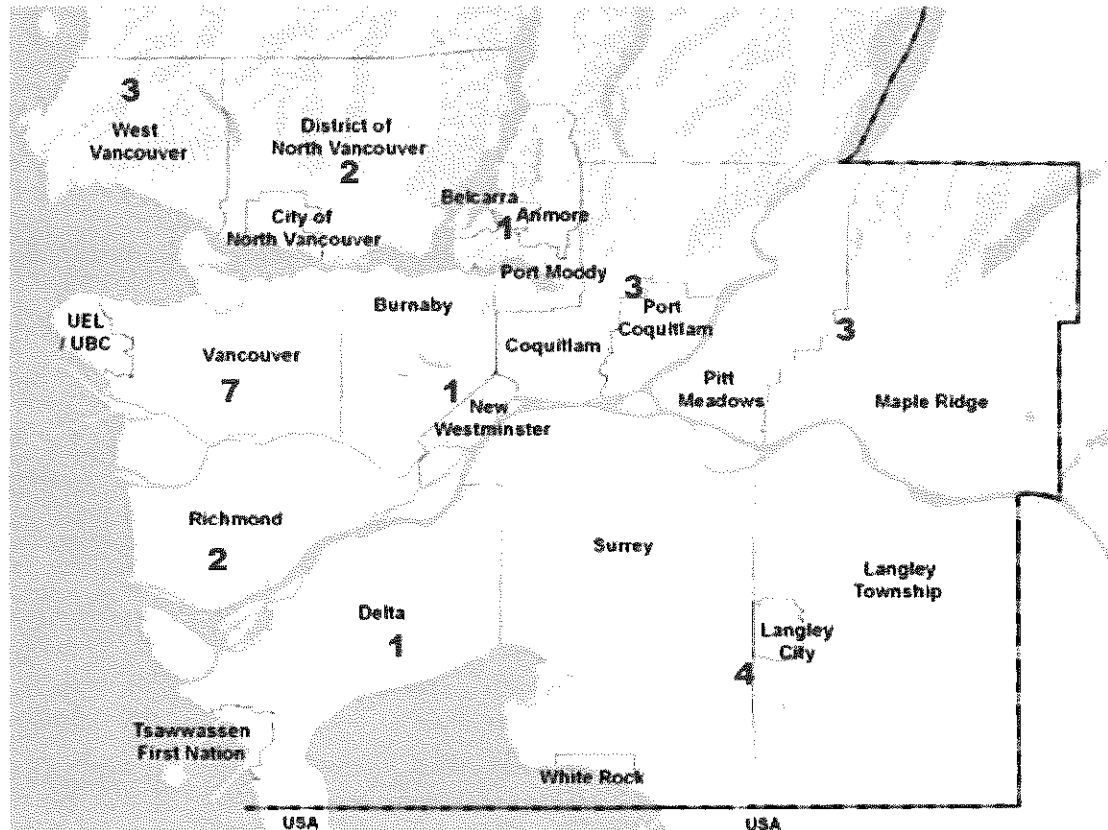 3
West
Vancouver
District of
North Vancouver
2
Belcarra
Anmore
1
City of
North Vancouver
Port Moody
3
Port
Coquitlam
Burnaby
UEL
/ UBC
Vancouver
7
Coquitlam
3
1
New
Westminster
Pitt
Meadows
Maple Ridge
Richmond
2
Surrey
Langley
Township
Delta
1
Langley
City
4
Tsawwassen
First Nation
White Rock
USA
USA